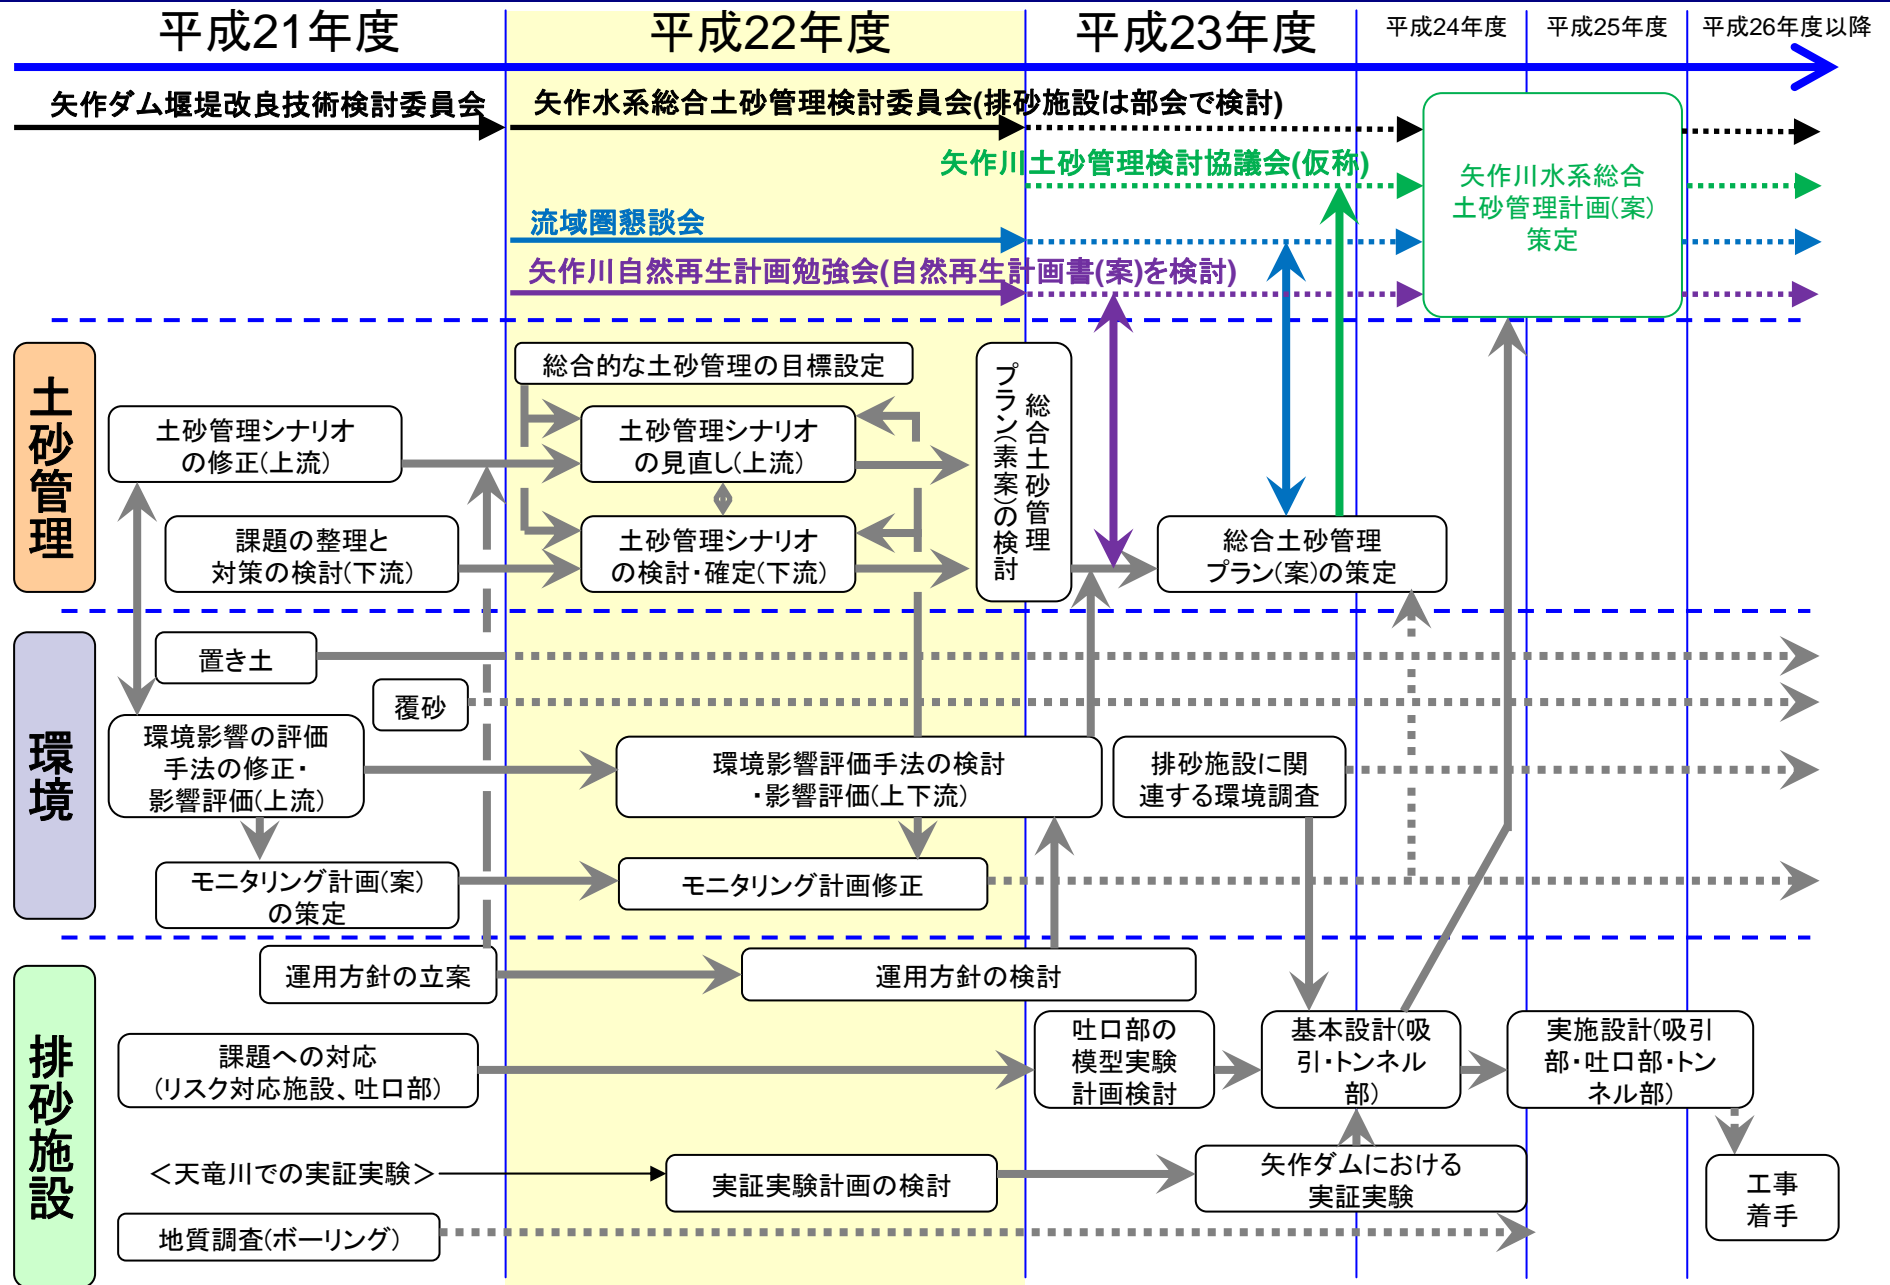 平成21年度
平成22年度
平成23年度
平成24年度
平成25年度
平成26年度以降
矢作ダム堰堤改良技術検討委員会
矢作水系総合土砂管理検討委員会(排砂施設は部会で検討)
矢作川土砂管理検討協議会(仮称)
流域圏懇談会
矢作川自然再生計画勉強会(自然再生計画書(案)を検討)
矢作川水系総合
土砂管理計画(案)
策定
土砂管理
総合的な土砂管理の目標設定
土砂管理シナリオ
の修正(上流)
土砂管理シナリオ
の見直し(上流)
課題の整理と
対策の検討(下流)
土砂管理シナリオ
の検討・確定(下流)
総合土砂管理
プラン(素案)の検討
総合土砂管理
プラン(案)の策定
環境
置き土
覆砂
環境影響の評価
手法の修正・
影響評価(上流)
環境影響評価手法の検討
・影響評価(上下流)
排砂施設に関
連する環境調査
モニタリング計画(案)
の策定
モニタリング計画修正
排砂施設
運用方針の立案
運用方針の検討
課題への対応
(リスク対応施設、吐口部)
吐口部の
模型実験
計画検討
基本設計(吸
引・トンネル
部)
実施設計(吸引
部・吐口部・トン
ネル部)
＜天竜川での実証実験＞
実証実験計画の検討
矢作ダムにおける
実証実験
工事
着手
地質調査(ボーリング)